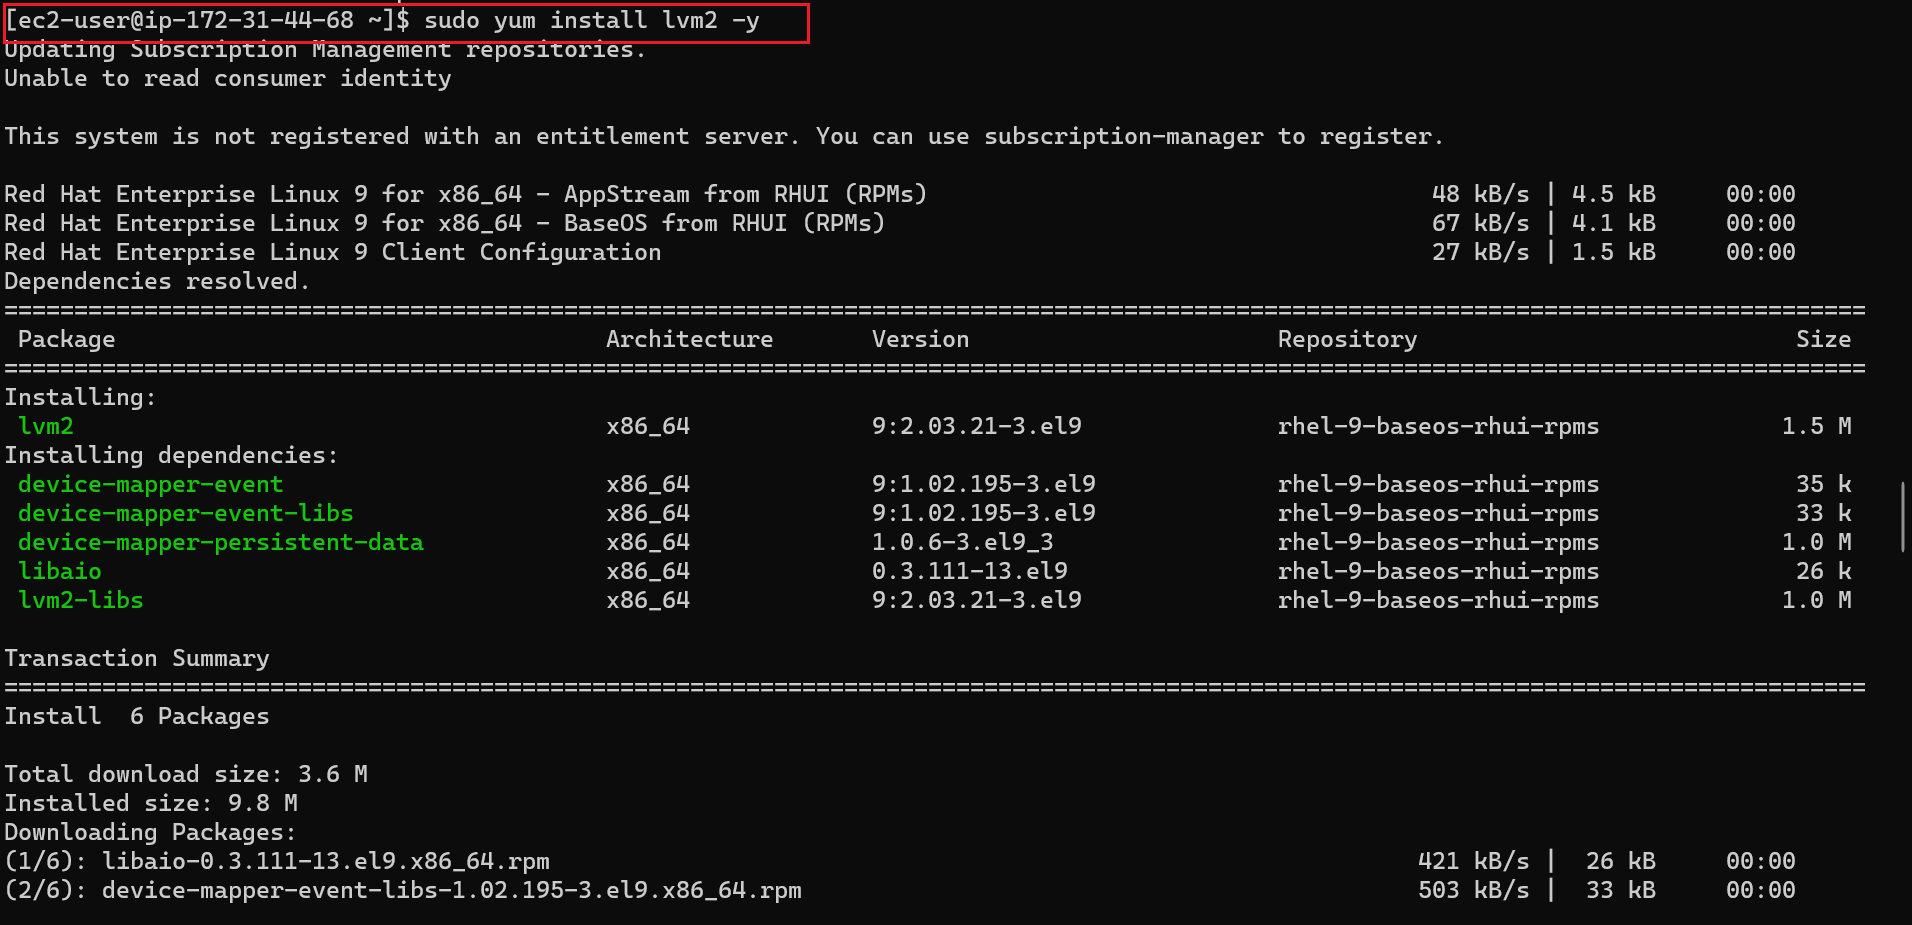 [ec2-user@ip-172-31-44-68 ~]$ sudo yum install lvm2 -y
Updating Subscription Management repositories.
Unable to read consumer identity
This system is not registered with an entitlement server. You can use subscription-manager to register.
Red Hat Enterprise Linux 9 for x86_64 - AppStream from RHUI (RPMs) 48 kB/s | 4.5 kB 00:00
Red Hat Enterprise Linux 9 for x86_64 - BaseOS from RHUI (RPMs) 67 kB/s | 4.1 kB 00:00
Red Hat Enterprise Linux 9 Client Configuration 27 kB/s | 1.5 kB 00:00
Dependencies resolved.
=====================================================================================================================================
Package Architecture Version Repository Size
=====================================================================================================================================
Installing:
lvm2 x86_64 9:2.03.21-3.el9 rhel-9-baseos-rhui-rpms 1.5 M
Installing dependencies:
device-mapper-event x86_64 9:1.02.195-3.el9 rhel-9-baseos-rhui-rpms 35 k
device-mapper-event-libs x86_64 9:1.02.195-3.el9 rhel-9-baseos-rhui-rpms 33 k
device-mapper-persistent-data x86_64 1.0.6-3.el9_3 rhel-9-baseos-rhui-rpms 1.0 M
libaio x86_64 0.3.111-13.el9 rhel-9-baseos-rhui-rpms 26 k
lvm2-libs x86_64 9:2.03.21-3.el9 rhel-9-baseos-rhui-rpms 1.0 M
Transaction Summary
=====================================================================================================================================
Install 6 Packages
Total download size: 3.6 M
Installed size: 9.8 M
Downloading Packages:
(1/6): libaio-0.3.111-13.el9.x86_64.rpm 421 kB/s | 26 kB 00:00
(2/6): device-mapper-event-libs-1.02.195-3.el9.x86_64.rpm 503 kB/s | 33 kB 00:00